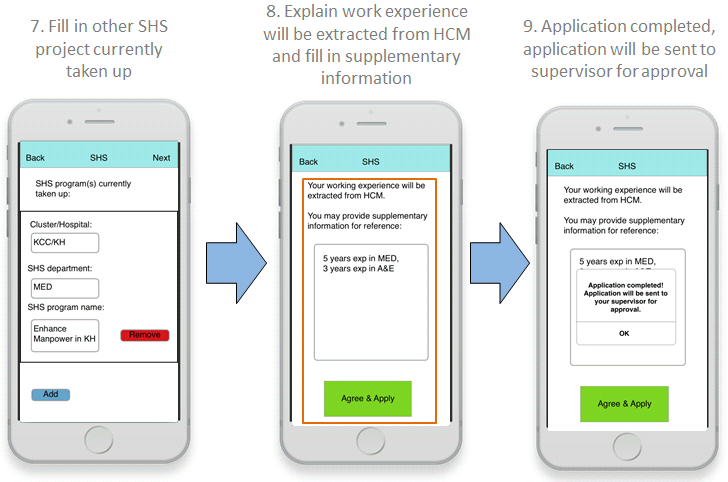 7. Fill in other SHS
project currently
taken up
8. Explain work experience
will be extracted from HCM
and fill in supplementary
information
9. Application completed,
application will be sent to
supervisor for approval
Back SHS Next
SHS program(s) currently
taken up:
Cluster/Hospital:
KCC/KH
SHS department:
MED
SHS program name:
Enhance
Manpower in KH
Remove
Add
Back SHS
Your working experience will be
extracted from HCM.
You may provide supplementary
information for reference:
5 years exp in MED,
3 years exp in A&E
Agree & Apply
Back SHS
Your working experience will be
extracted from HCM.
You may provide supplementary
information for reference:
5 years exp in MED,
Application completed!
Application will be sent to
your supervisor for
approval.
OK
Agree & Apply